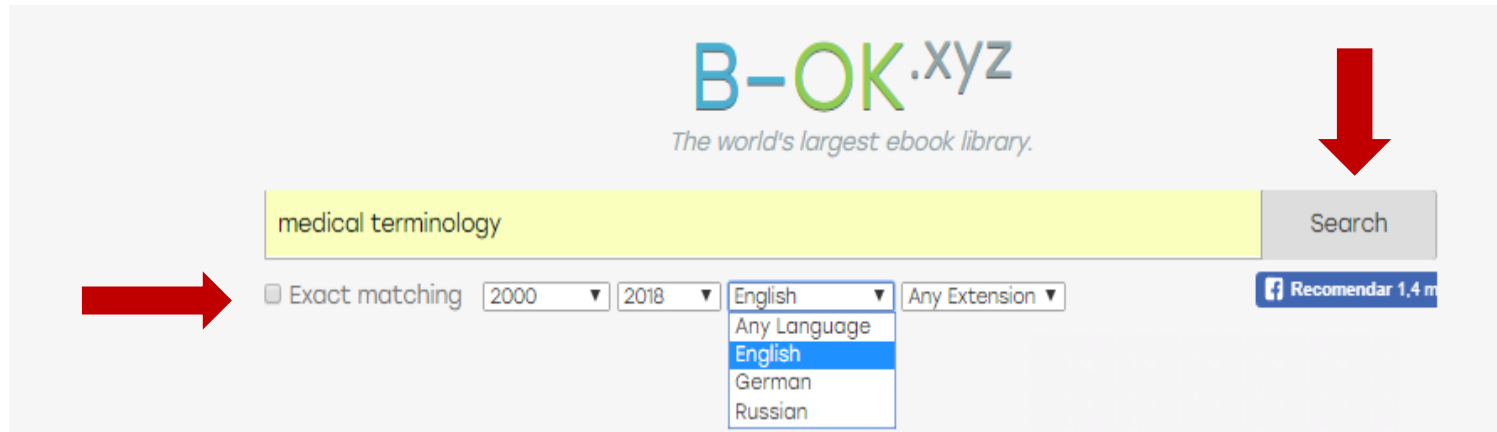 B-OK.xyz
The world's largest ebook library.
medical terminology Search
Exact matching 2000 2018 English Any Extension
Recomendar 1,4 m
Any Language
English
German
Russian